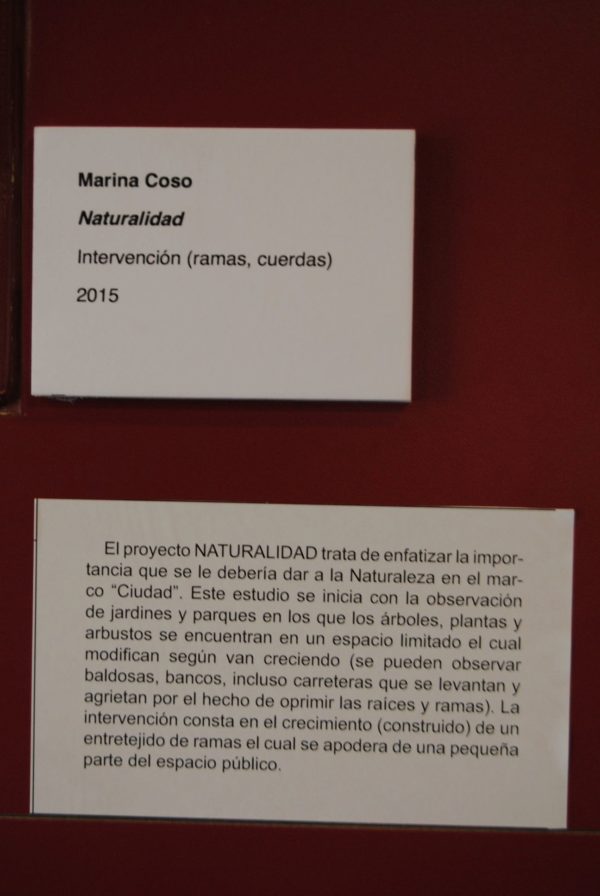 Marina Coso
Naturalidad
Intervención (ramas, cuerdas)
2015
El proyecto NATURALIDAD trata de enfatizar la impor-
tancia que se le debería dar a la Naturaleza en el mar-
co “Ciudad”. Este estudio se inicia con la observación
de jardines y parques en los que los árboles, plantas y
arbustos se encuentran en un espacio limitado el cual
modifican según van creciendo (se pueden observar
baldosas, bancos, incluso carreteras que se levantan y
agrietan por el hecho de oprimir las raíces y ramas). La
intervención consta en el crecimiento (construido) de un
entretejido de ramas el cual se apodera de una pequeña
parte del espacio público.